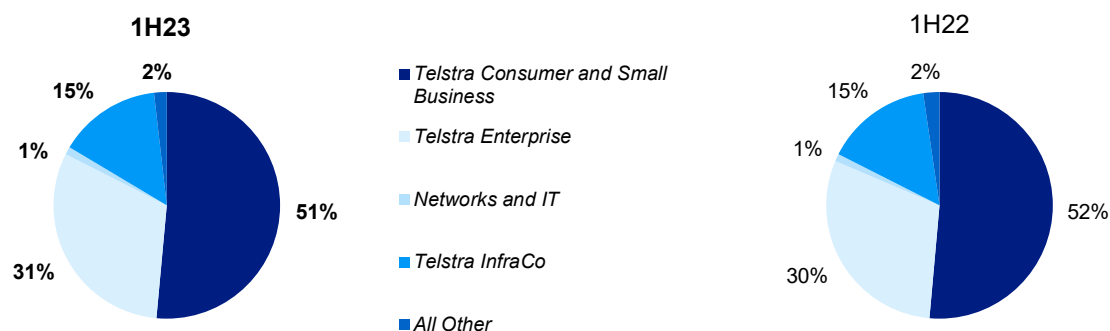 1H23
2%
15%
1%
31%
51%
Telstra Consumer and Small
Business
Telstra Enterprise
Networks and IT
Telstra InfraCo
All Other
1H22
2%
15%
1%
30%
52%